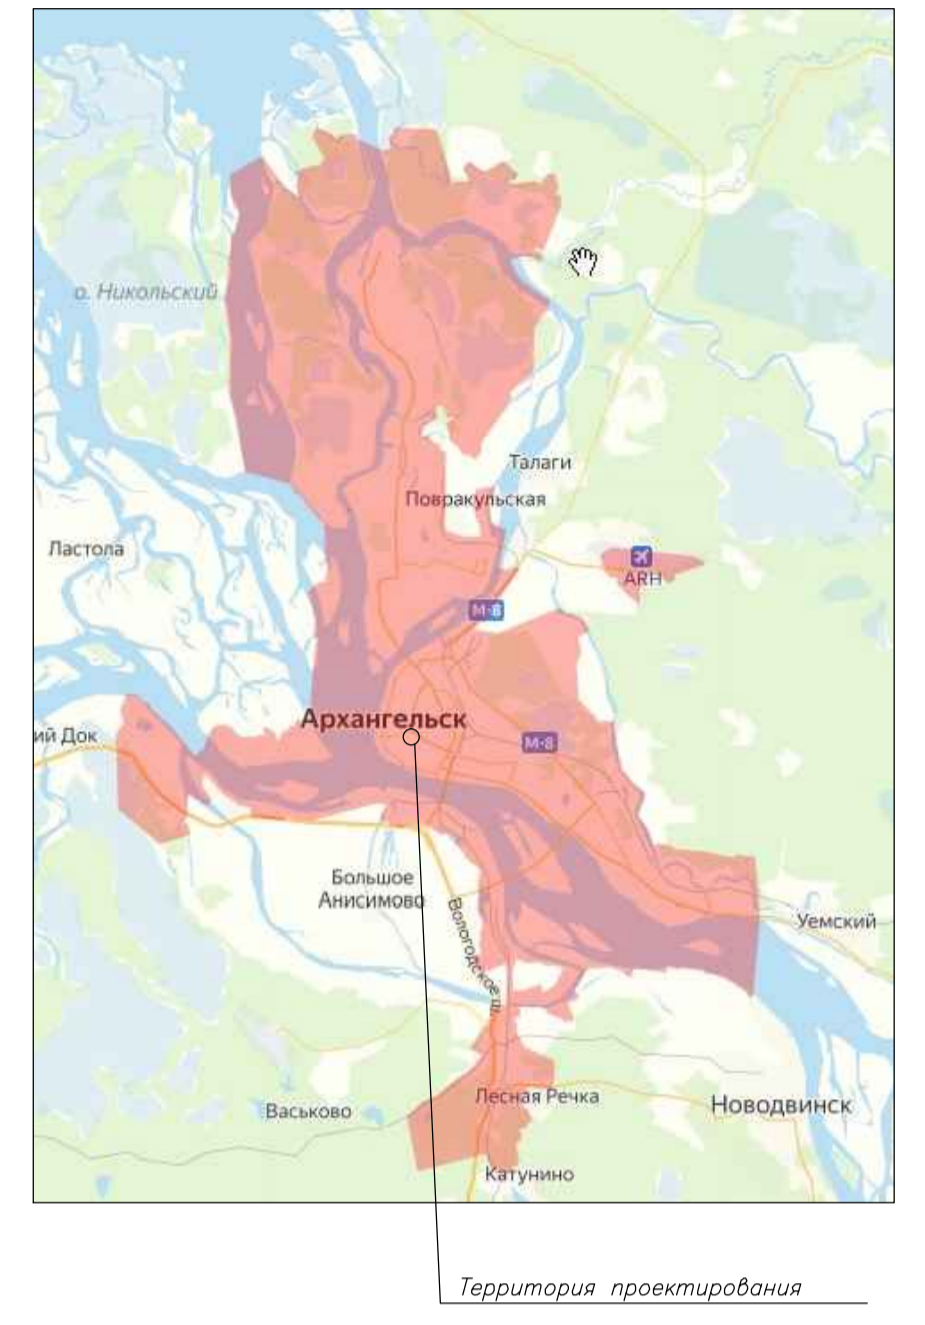 о. Никольский
Талаги
Повракульская
Ластола
ARH
М-8
Архангельск
ий Док
М-8
Большое
Анисимово
Вологодское ш.
Уемский
Лесная Речка
Васьково
Новодвинск
Катунино
Территория проектирования